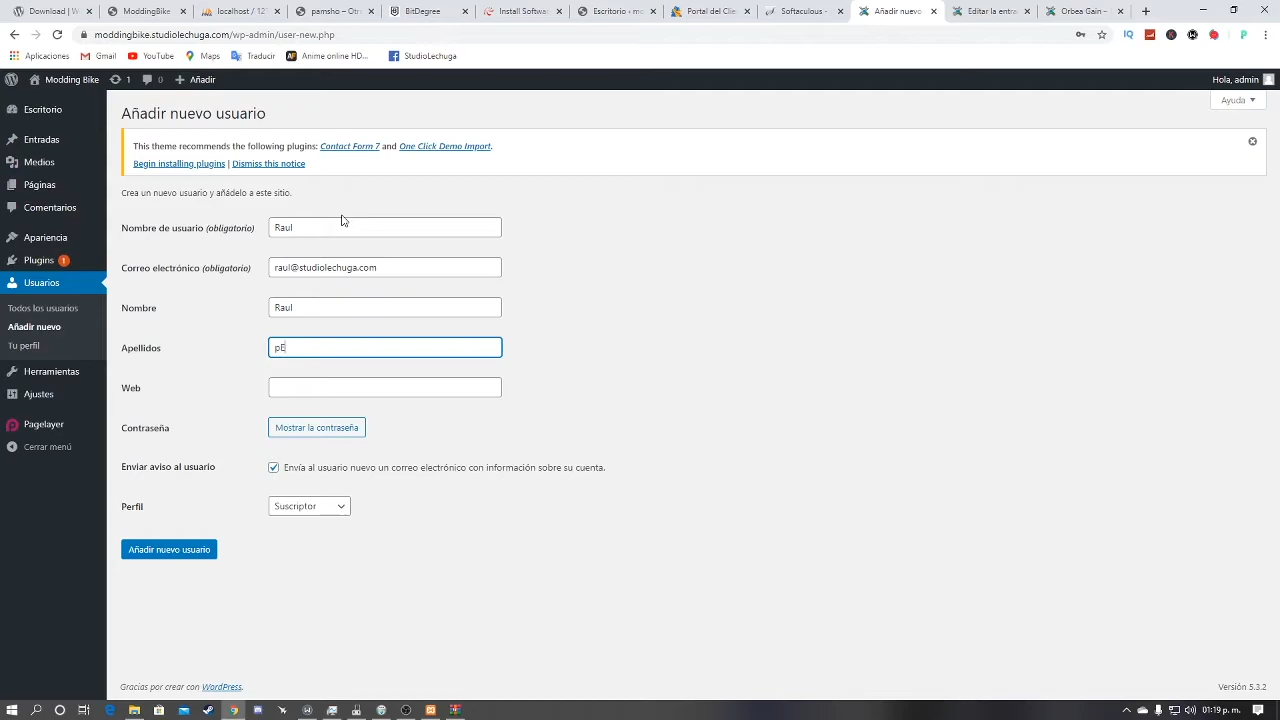 Download | W
ModdingBike
localhost / 12
pamsho – Otr
BitDegree
Install Softwa
Escritorio ‹ mo
Portal del Clie
Softaculous -
Añadir nuevo
Editar la entra
Orbea Gain –
moddingbike.studiolechuga.com/wp-admin/user-new.php
Aplicaciones Gmail YouTube Traducir Maps Anime online HD... StudioLechuga
Modding Bike 1 0 Añadir Hola, admin
Escritorio
Entradas
Medios
Páginas
Comentarios
Apariencia
Plugins 1
Usuarios
Todos los usuarios
Añadir nuevo
Tu perfil
Herramientas
Ajustes
Pagelayer
Cerrar menú
Ayuda
Añadir nuevo usuario
This theme recommends the following plugins: Contact Form 7 and One Click Demo Import.
Begin installing plugins | Dismiss this notice
Crea un nuevo usuario y añádelo a este sitio.
Nombre de usuario (obligatorio) Raul
Correo electrónico (obligatorio) raul@studiolechuga.com
Nombre Raul
Apellidos pE
Web
Contraseña Mostrar la contraseña
Enviar aviso al usuario Envía al usuario nuevo un correo electrónico con información sobre su cuenta.
Perfil Suscriptor
Añadir nuevo usuario
Gracias por crear con WordPress. Versión 5.3.2
01:19 p. m.